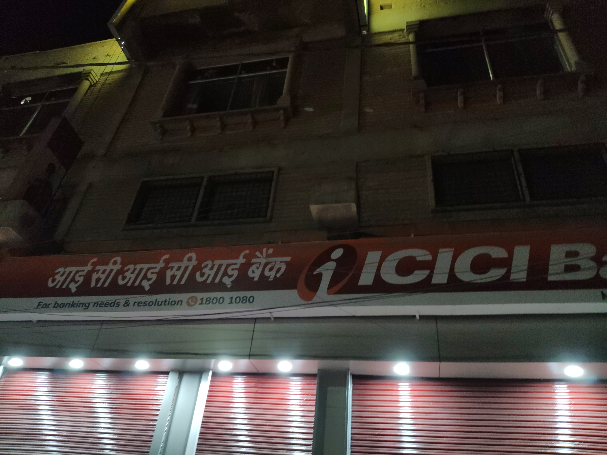 आई सी आई सी आई बैंक ICICI Ba
For banking needs & resolution 1800 1080